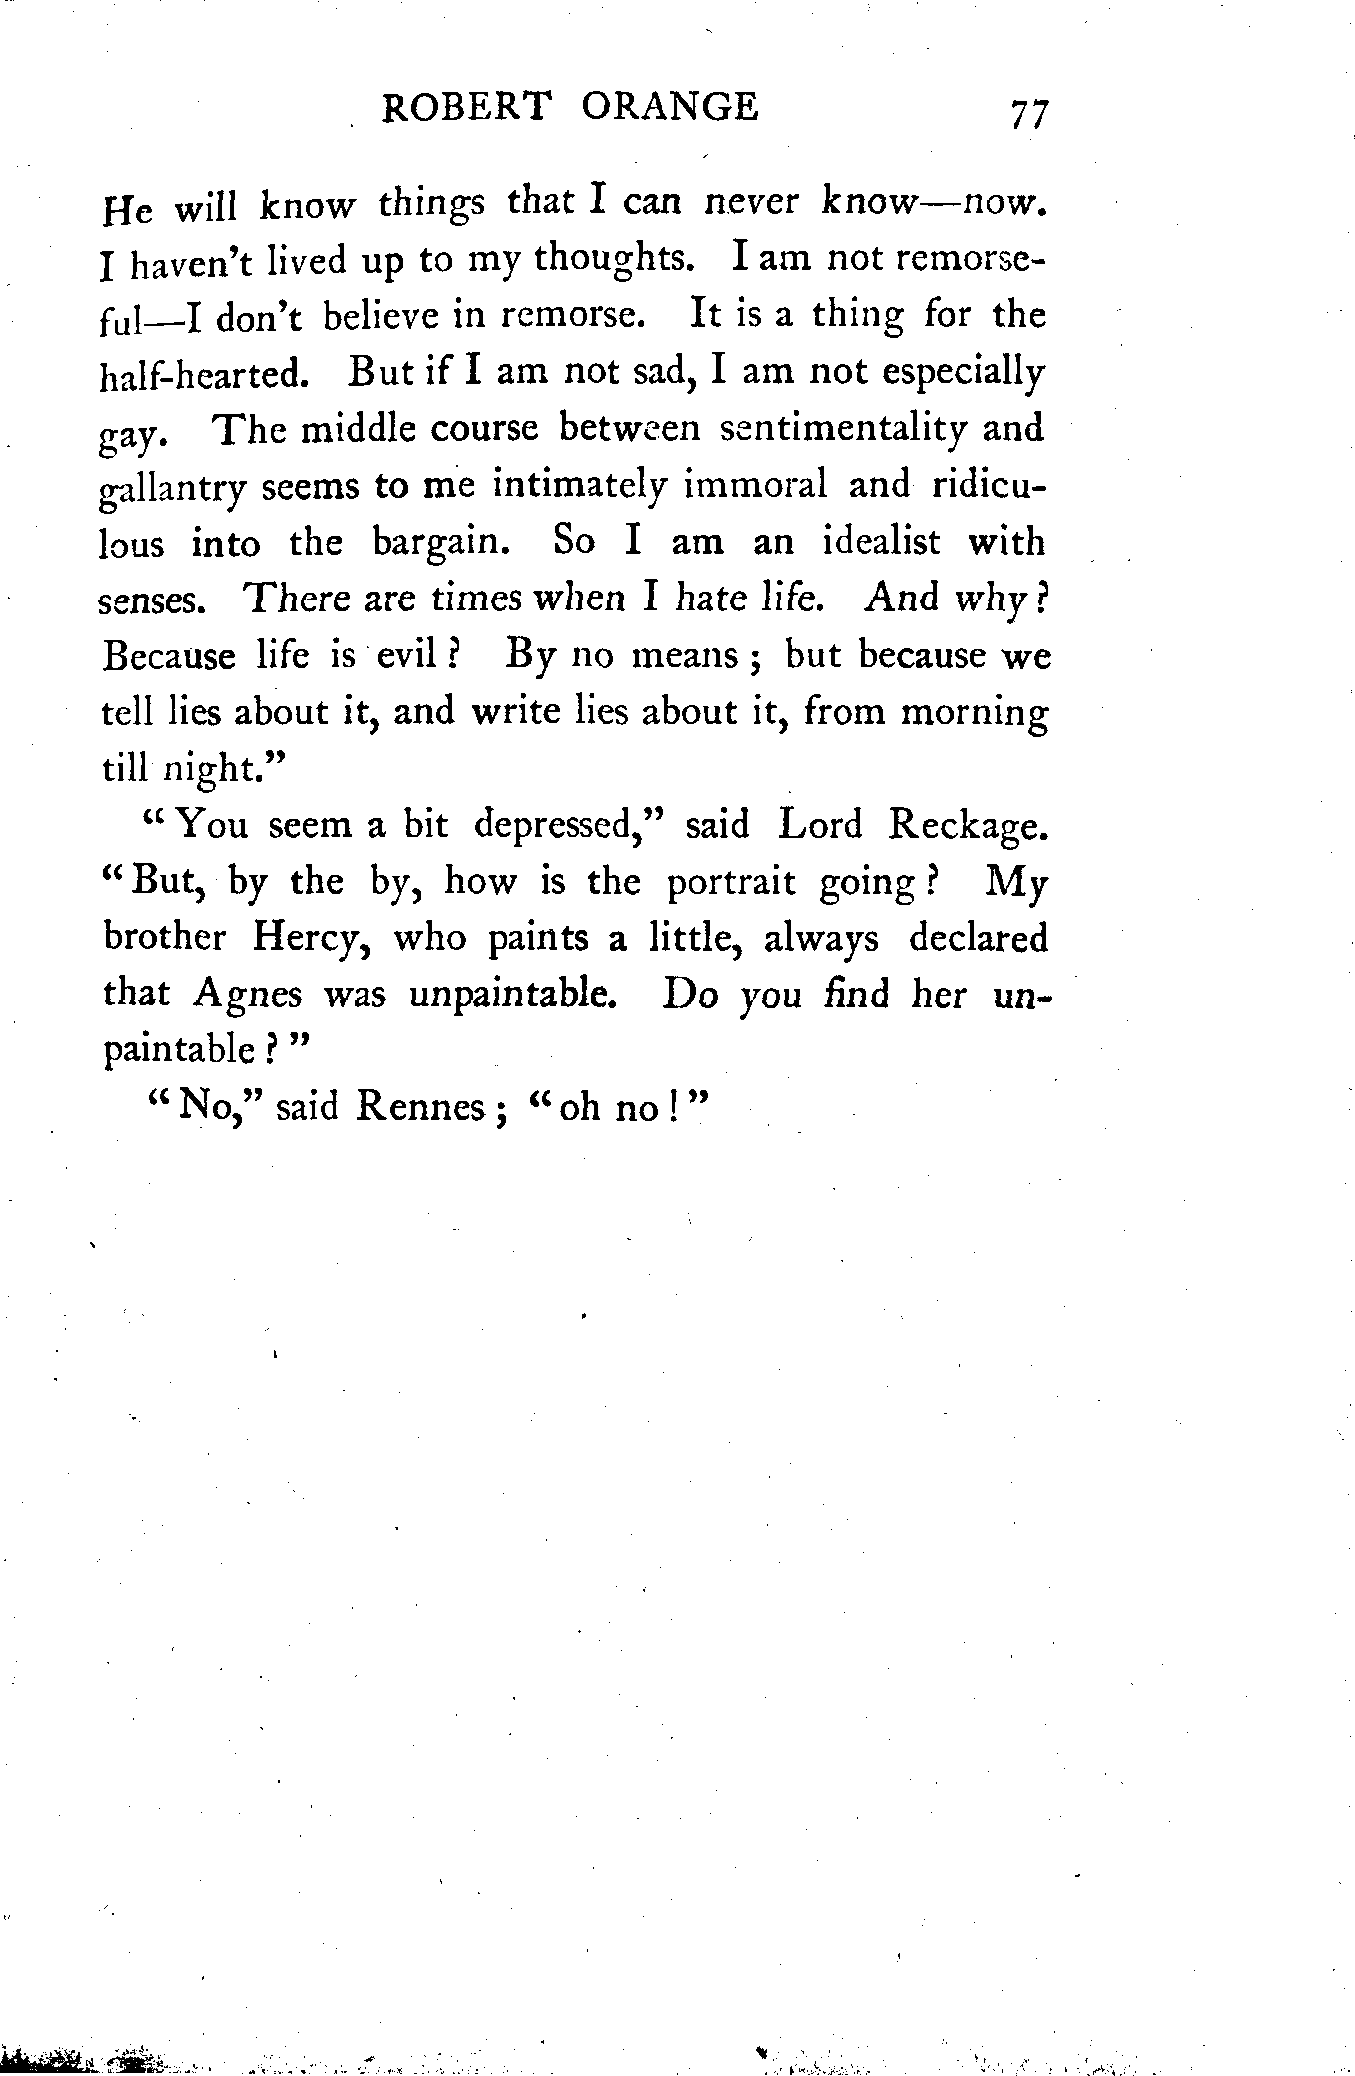 ROBERT ORANGE 77
He will know things that I can never know—now.
I haven't lived up to my thoughts. I am not remorse-
ful—I don't believe in remorse. It is a thing for the
half-hearted. But if I am not sad, I am not especially
gay. The middle course between sentimentality and
gallantry seems to me intimately immoral and ridicu-
lous into the bargain. So I am an idealist with
senses. There are times when I hate life. And why?
Because life is evil? By no means; but because we
tell lies about it, and write lies about it, from morning
till night."
"You seem a bit depressed," said Lord Reckage.
"But, by the by, how is the portrait going? My
brother Hercy, who paints a little, always declared
that Agnes was unpaintable. Do you find her un-
paintable?"
"No," said Rennes; "oh no!"